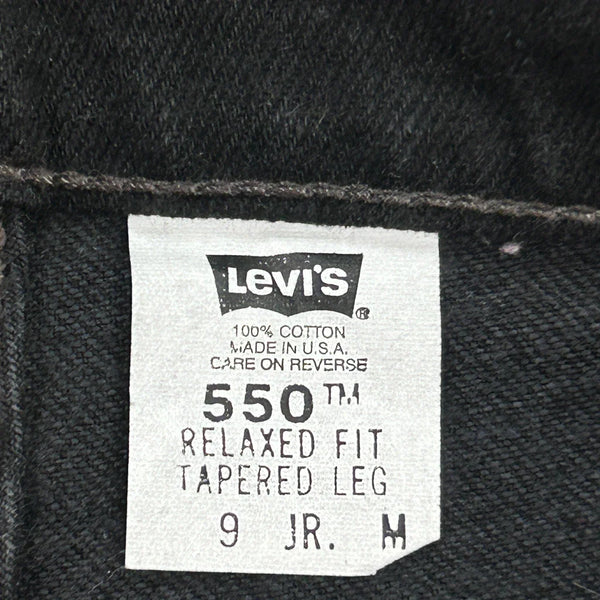 Levi's ®
100% COTTON
MADE IN U.S.A.
CARE ON REVERSE
550™
RELAXED FIT
TAPERED LEG
9 JR. M